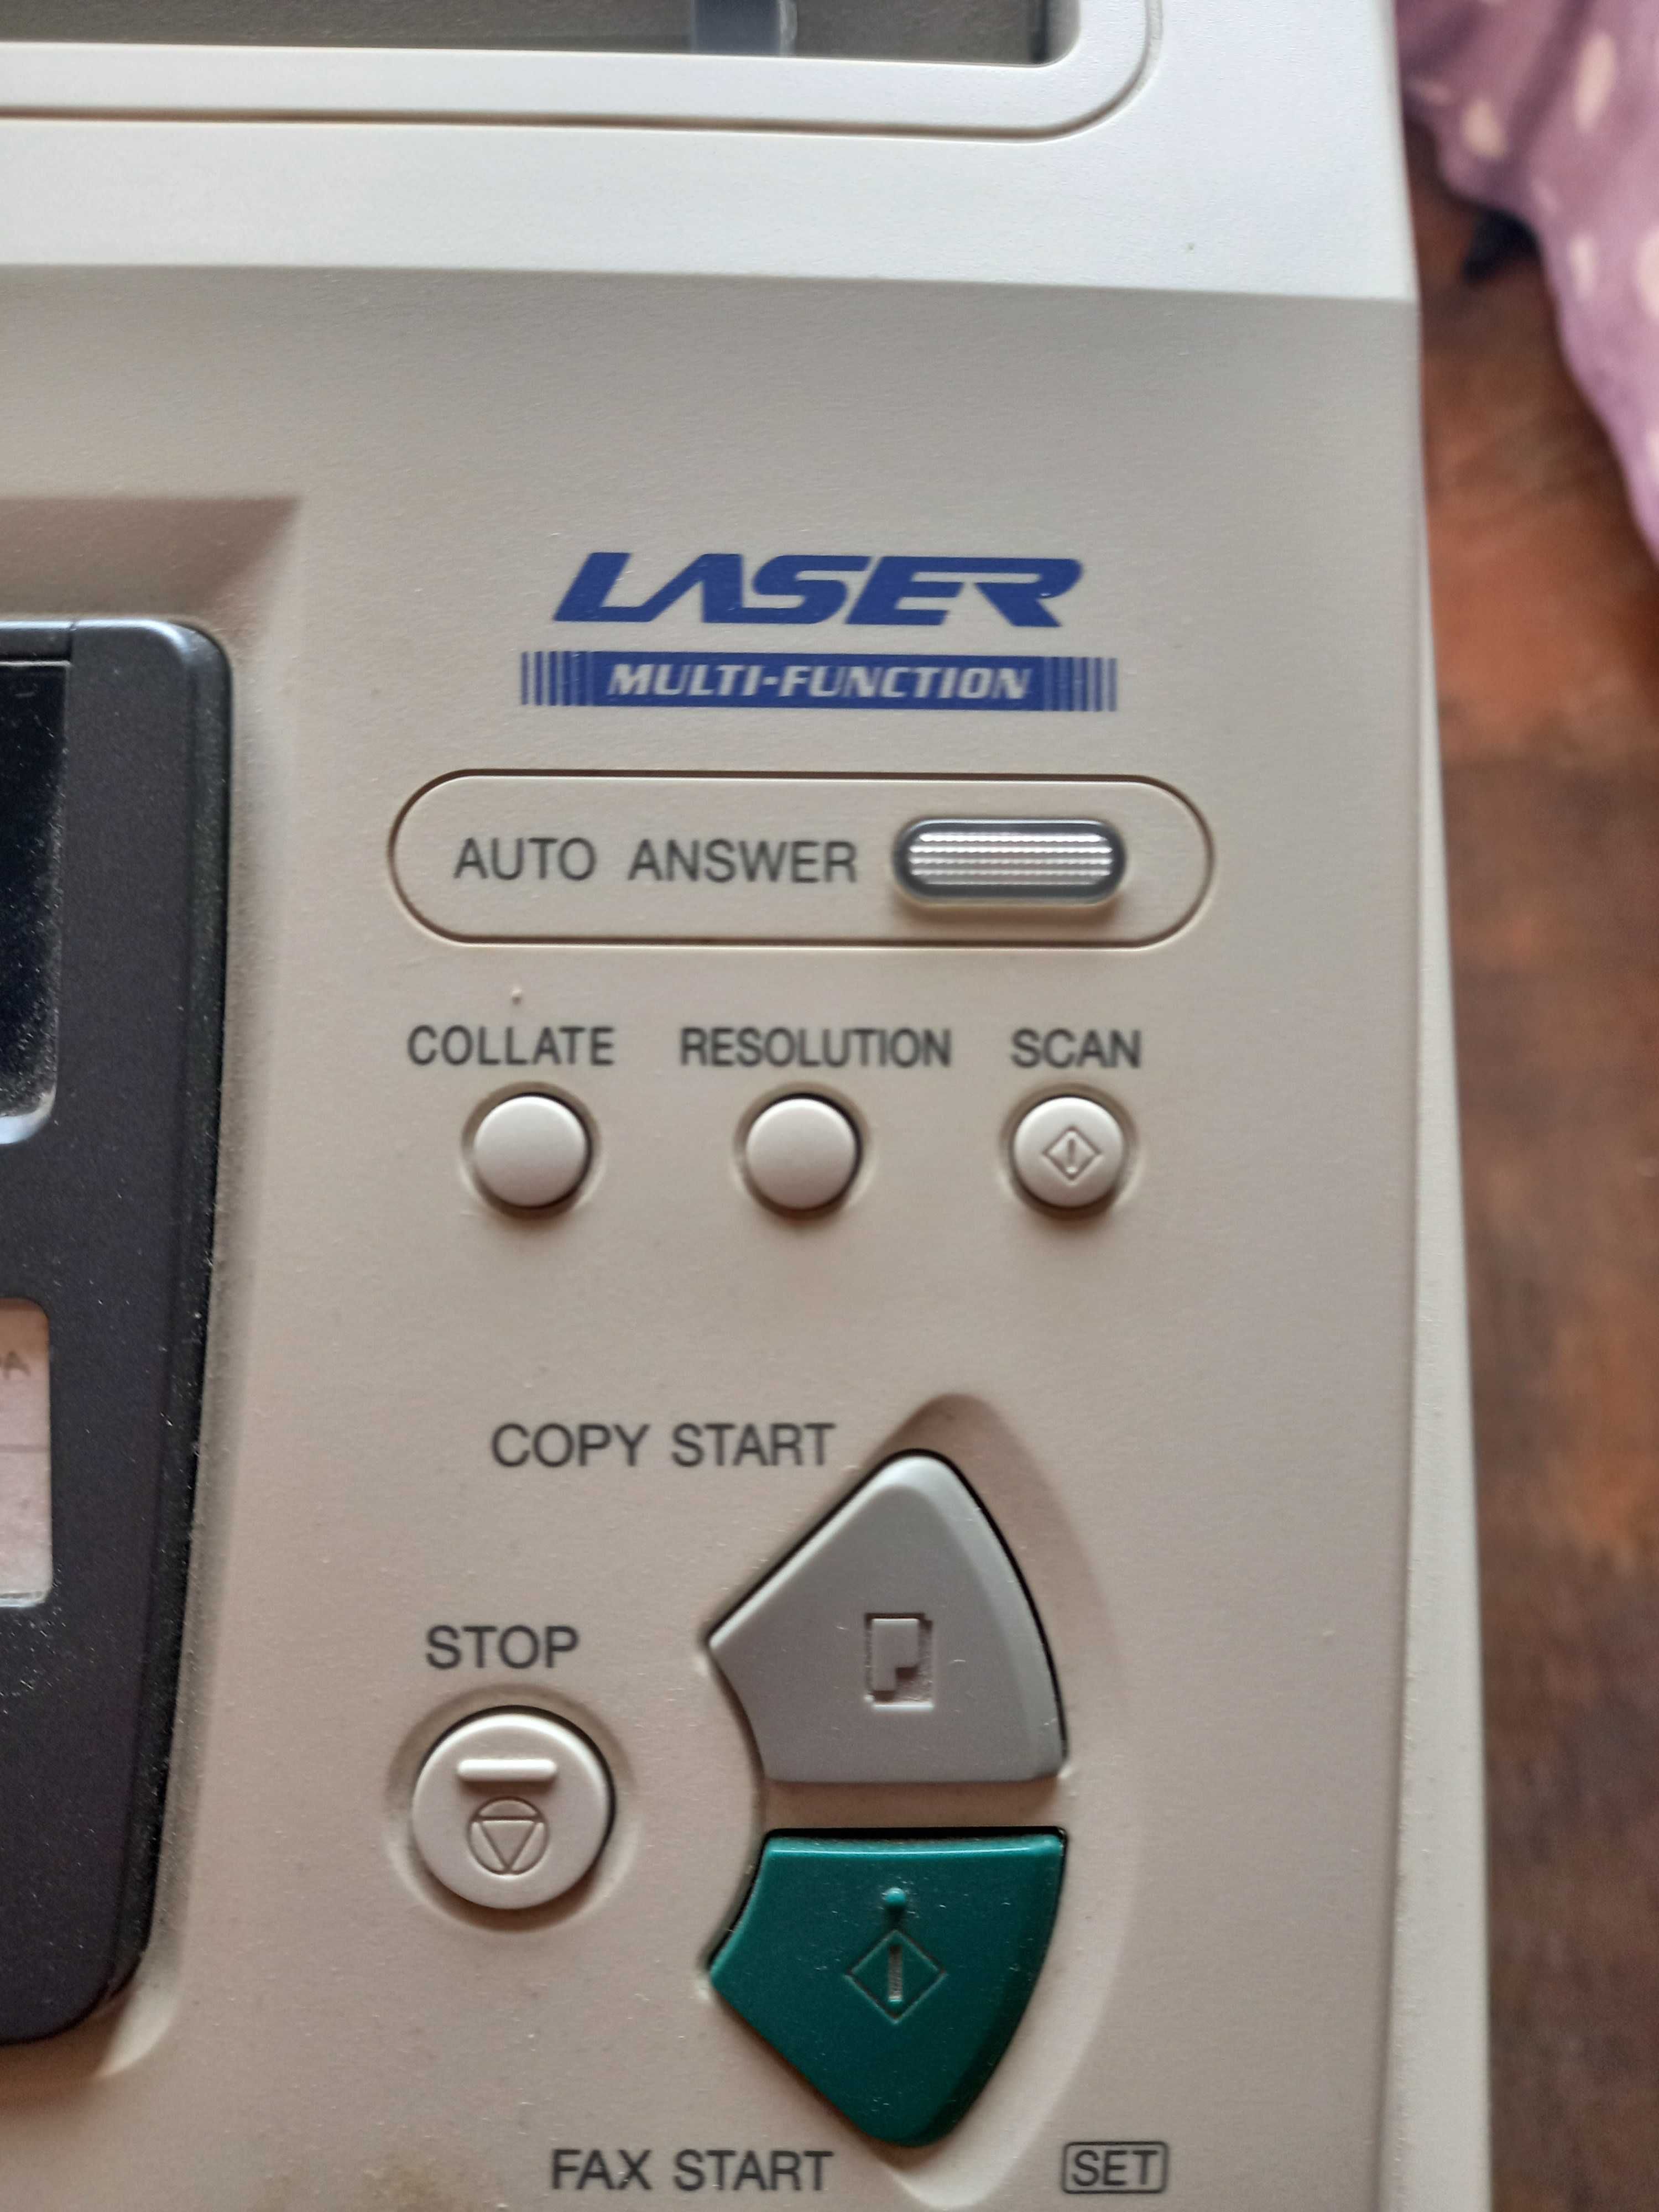 LASER
MULTI-FUNCTION
AUTO ANSWER
COLLATE RESOLUTION SCAN
COPY START
STOP
FAX START SET